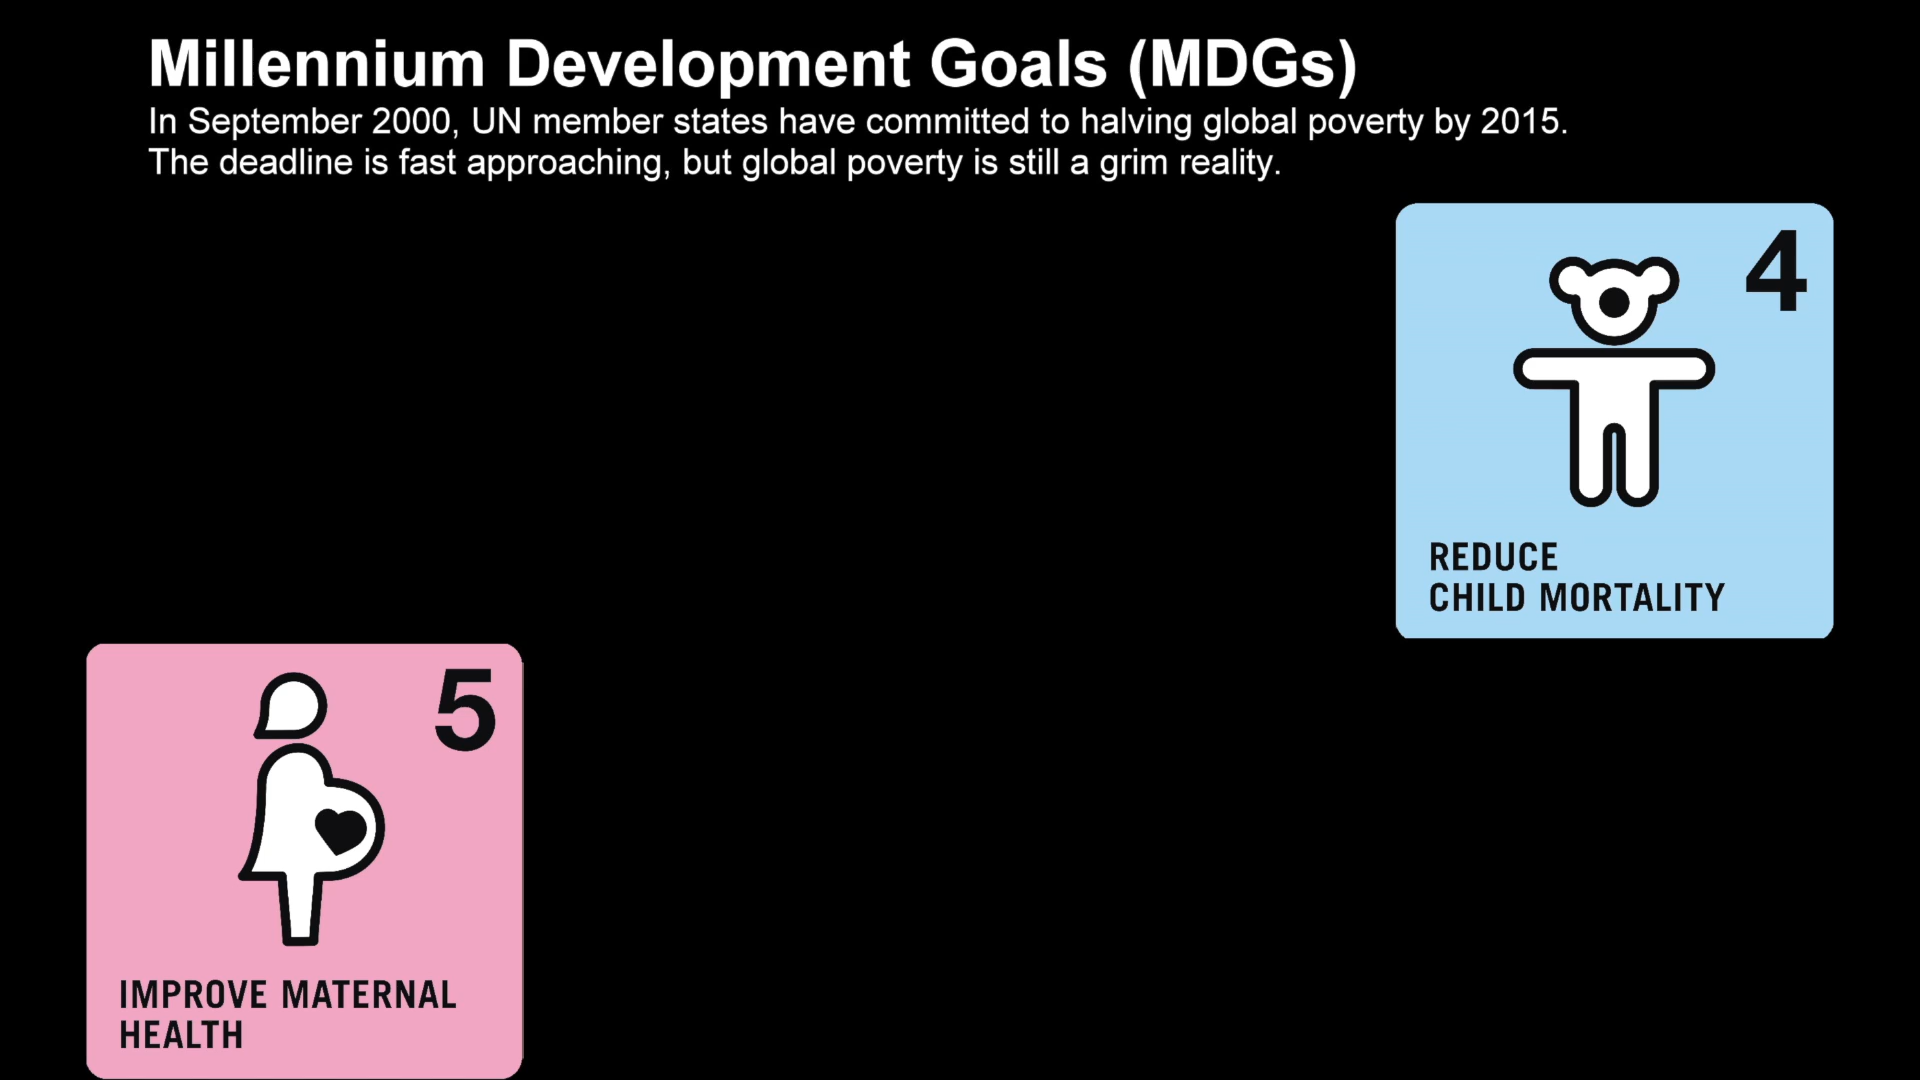 Millennium Development Goals (MDGs)
In September 2000, UN member states have committed to halving global poverty by 2015.
The deadline is fast approaching, but global poverty is still a grim reality.
4
REDUCE
CHILD MORTALITY
5
IMPROVE MATERNAL
HEALTH